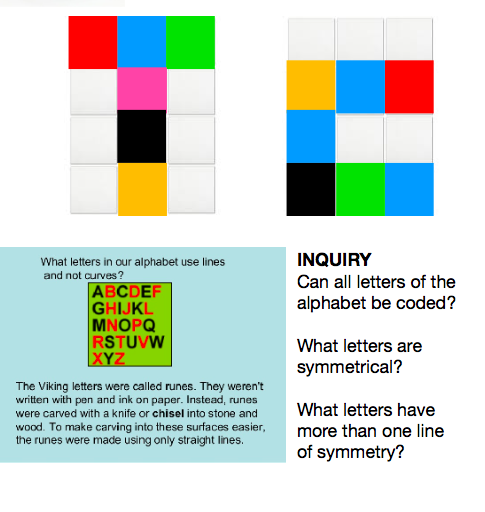 What letters in our alphabet use lines
and not curves?
ABCDEF
GHIJKL
MNOPQ
RSTUVW
XYZ
The Viking letters were called runes. They weren't
written with pen and ink on paper. Instead, runes
were carved with a knife or chisel into stone and
wood. To make carving into these surfaces easier,
the runes were made using only straight lines.
INQUIRY
Can all letters of the
alphabet be coded?
What letters are
symmetrical?
What letters have
more than one line
of symmetry?